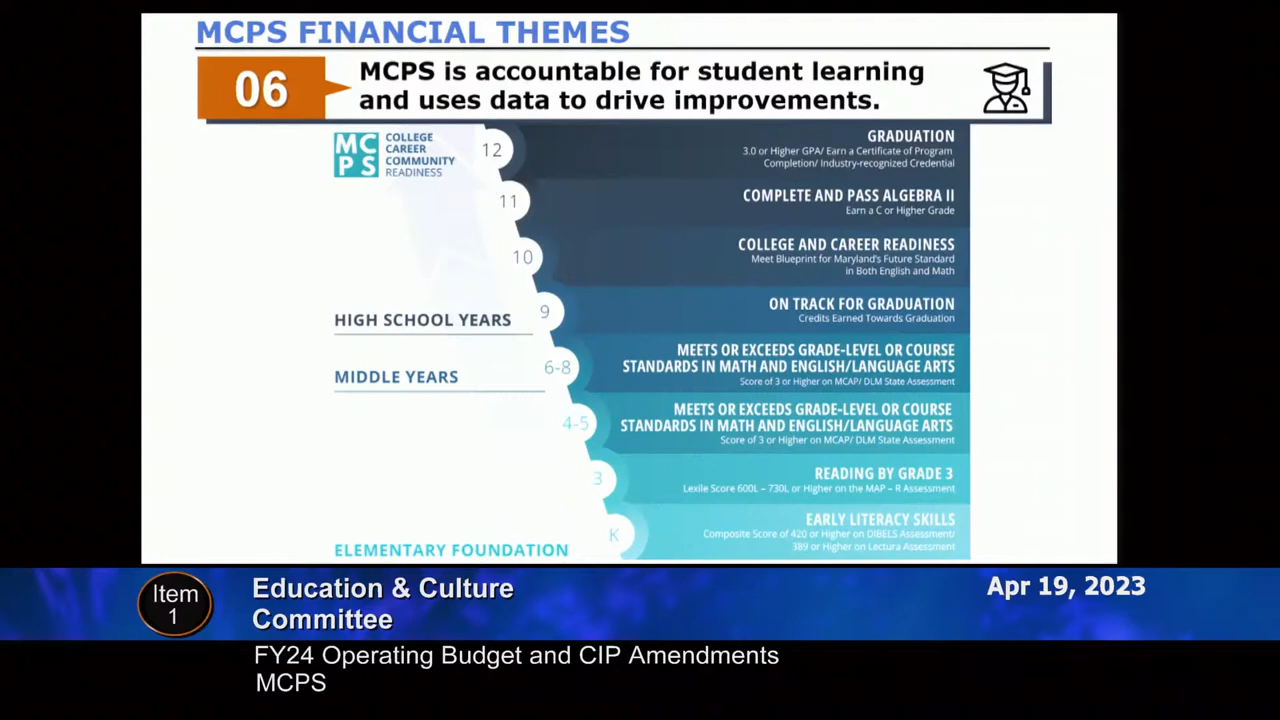 MCPS FINANCIAL THEMES
06
MCPS is accountable for student learning
and uses data to drive improvements.
MC
PS
COLLEGE
CAREER
COMMUNITY
READINESS
12
GRADUATION
3.0 or Higher GPA/ Earn a Certificate of Program
Completion/ Industry-recognized Credential
11
COMPLETE AND PASS ALGEBRA II
Earn a C or Higher Grade
10
COLLEGE AND CAREER READINESS
Meet Blueprint for Maryland's Future Standard
in Both English and Math
HIGH SCHOOL YEARS
9
ON TRACK FOR GRADUATION
Credits Earned Towards Graduation
MIDDLE YEARS
6-8
MEETS OR EXCEEDS GRADE-LEVEL OR COURSE
STANDARDS IN MATH AND ENGLISH/LANGUAGE ARTS
Score of 3 or Higher on MCAP/ DLM State Assessment
4-5
MEETS OR EXCEEDS GRADE-LEVEL OR COURSE
STANDARDS IN MATH AND ENGLISH/LANGUAGE ARTS
Score of 3 or Higher on MCAP/ DLM State Assessment
3
READING BY GRADE 3
Lexile Score 600L – 730L or Higher on the MAP – R Assessment
ELEMENTARY FOUNDATION
K
EARLY LITERACY SKILLS
Composite Score of 420 or Higher on DIBELS Assessment/
389 or Higher on Lectura Assessment
Item
1
Education & Culture
Committee
Apr 19, 2023
FY24 Operating Budget and CIP Amendments
MCPS